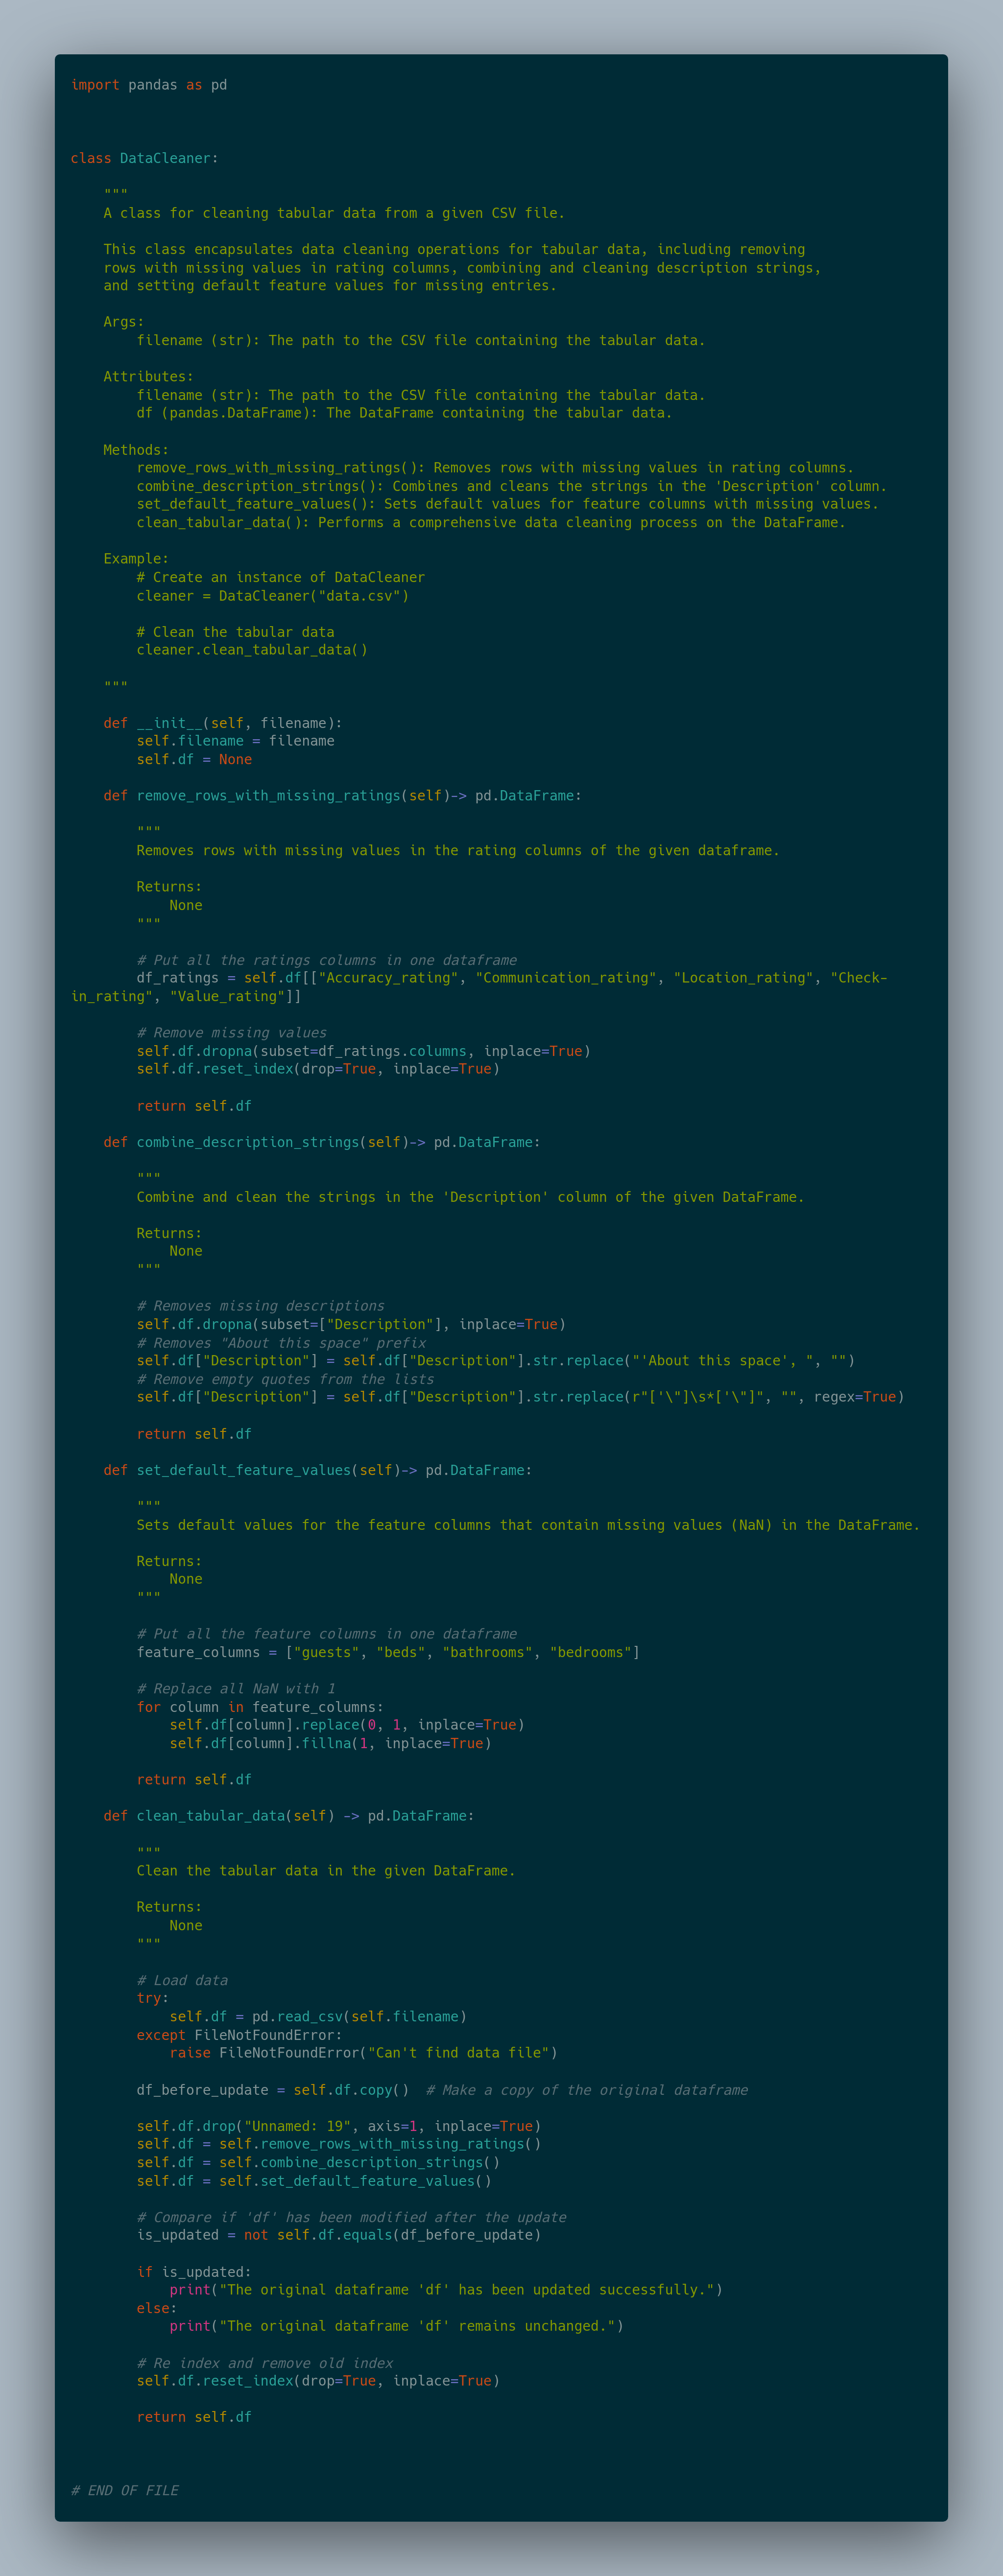 import pandas as pd
class DataCleaner:
    """
    A class for cleaning tabular data from a given CSV file.
    This class encapsulates data cleaning operations for tabular data, including removing
    rows with missing values in rating columns, combining and cleaning description strings,
    and setting default feature values for missing entries.
    Args:
        filename (str): The path to the CSV file containing the tabular data.
    Attributes:
        filename (str): The path to the CSV file containing the tabular data.
        df (pandas.DataFrame): The DataFrame containing the tabular data.
    Methods:
        remove_rows_with_missing_ratings(): Removes rows with missing values in rating columns.
        combine_description_strings(): Combines and cleans the strings in the 'Description' column.
        set_default_feature_values(): Sets default values for feature columns with missing values.
        clean_tabular_data(): Performs a comprehensive data cleaning process on the DataFrame.
    Example:
        # Create an instance of DataCleaner
        cleaner = DataCleaner("data.csv")
        # Clean the tabular data
        cleaner.clean_tabular_data()
    """
    def __init__(self, filename):
        self.filename = filename
        self.df = None
    def remove_rows_with_missing_ratings(self)-> pd.DataFrame:
        """
        Removes rows with missing values in the rating columns of the given dataframe.
        Returns:
            None
        """
        # Put all the ratings columns in one dataframe
        df_ratings = self.df[["Accuracy_rating", "Communication_rating", "Location_rating", "Check-
in_rating", "Value_rating"]]
        # Remove missing values
        self.df.dropna(subset=df_ratings.columns, inplace=True)
        self.df.reset_index(drop=True, inplace=True)
        return self.df
    def combine_description_strings(self)-> pd.DataFrame:
        """
        Combine and clean the strings in the 'Description' column of the given DataFrame.
        Returns:
            None
        """
        # Removes missing descriptions
        self.df.dropna(subset=["Description"], inplace=True)
        # Removes "About this space" prefix
        self.df["Description"] = self.df["Description"].str.replace("'About this space', ", "")
        # Remove empty quotes from the lists
        self.df["Description"] = self.df["Description"].str.replace(r"['\"]\s*['\"]", "", regex=True)
        return self.df
    def set_default_feature_values(self)-> pd.DataFrame:
        """
        Sets default values for the feature columns that contain missing values (NaN) in the DataFrame.
        Returns:
            None
        """
        # Put all the feature columns in one dataframe
        feature_columns = ["guests", "beds", "bathrooms", "bedrooms"]
        # Replace all NaN with 1
        for column in feature_columns:
            self.df[column].replace(0, 1, inplace=True)
            self.df[column].fillna(1, inplace=True)
        return self.df
    def clean_tabular_data(self) -> pd.DataFrame:
        """
        Clean the tabular data in the given DataFrame.
        Returns:
            None
        """
        # Load data
        try:
            self.df = pd.read_csv(self.filename)
        except FileNotFoundError:
            raise FileNotFoundError("Can't find data file")
        df_before_update = self.df.copy()  # Make a copy of the original dataframe
        self.df.drop("Unnamed: 19", axis=1, inplace=True)
        self.df = self.remove_rows_with_missing_ratings()
        self.df = self.combine_description_strings()
        self.df = self.set_default_feature_values()
        # Compare if 'df' has been modified after the update
        is_updated = not self.df.equals(df_before_update)
        if is_updated:
            print("The original dataframe 'df' has been updated successfully.")
        else:
            print("The original dataframe 'df' remains unchanged.")
        # Re index and remove old index
        self.df.reset_index(drop=True, inplace=True)
        return self.df
# END OF FILE